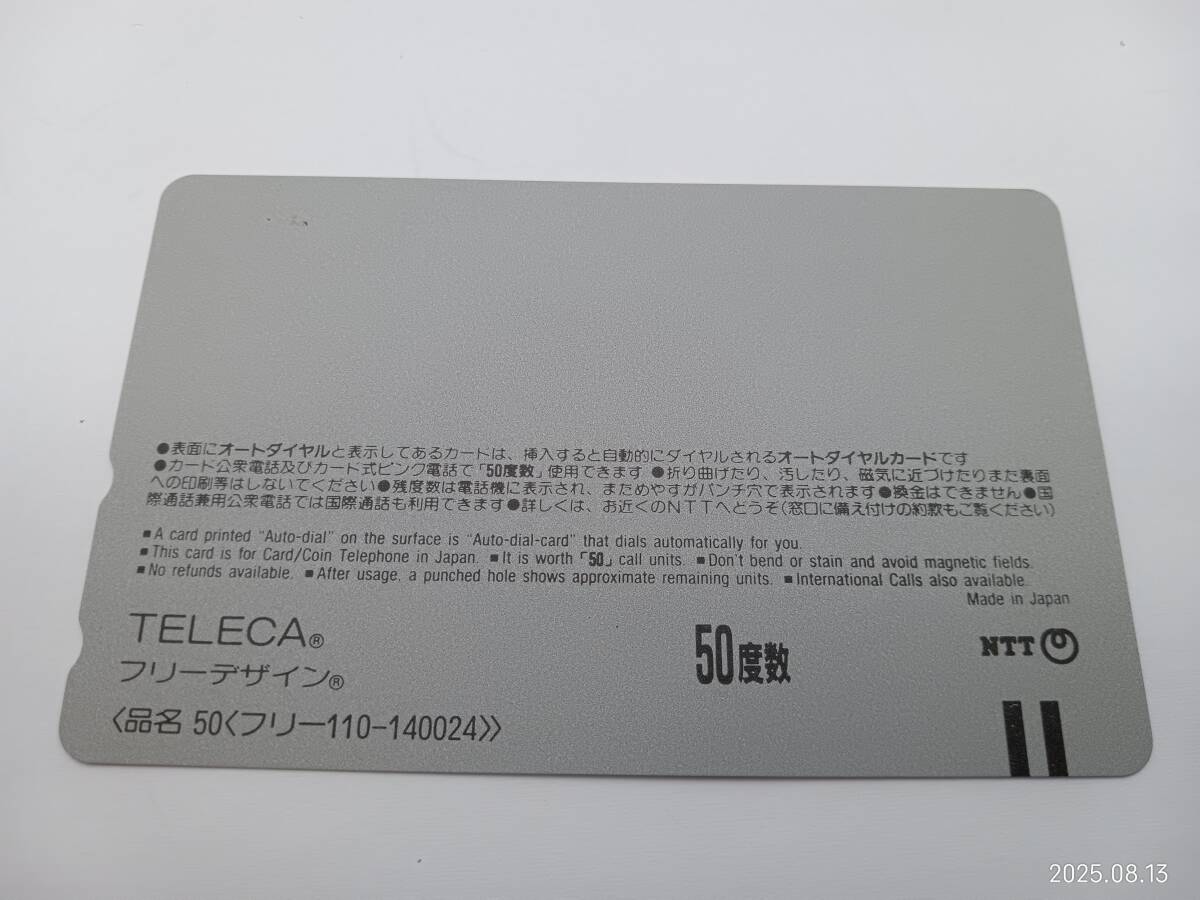 ●表面にオートダイヤルと表示してあるカードは、挿入すると自動的にダイヤルされるオートダイヤルカードです
●カード公衆電話及びカード式ピンク電話で「50度数」使用できます ●折り曲げたり、汚したり、磁気に近づけたりまた裏面
への印刷等はしないでください●残度数は電話機に表示され、まためやすがパンチ穴で表示されます●換金はできません●国
際通話兼用公衆電話では国際通話も利用できます●詳しくは、お近くのNTTへどうぞ(窓口に備え付けの約款もご覧ください)
■A card printed “Auto-dial” on the surface is “Auto-dial-card” that dials automatically for you.
■This card is for Card/Coin Telephone in Japan. ■It is worth「50」call units. ■Don't bend or stain and avoid magnetic fields.
■No refunds available. ■After usage, a punched hole shows approximate remaining units. ■International Calls also available.
Made in Japan
TELECA®
フリーデザイン®
50度数
NTT
〈品名 50〈フリー110-140024〉〉
2025.08.13